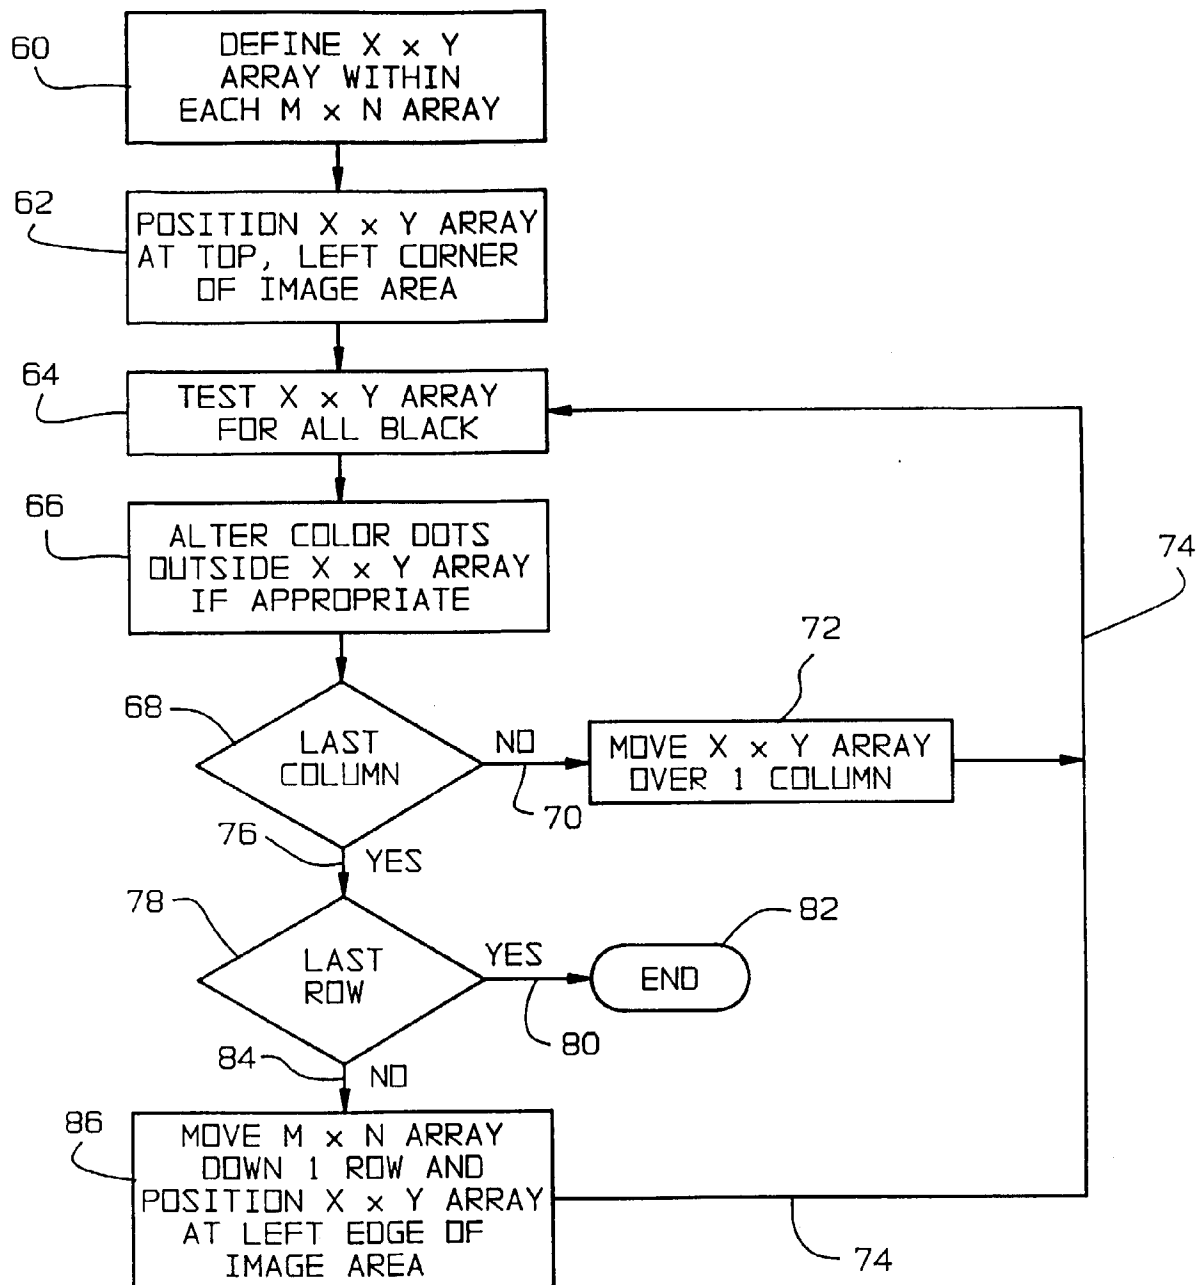 60
DEFINE X x Y
ARRAY WITHIN
EACH M x N ARRAY
62
POSITION X x Y ARRAY
AT TOP, LEFT CORNER
OF IMAGE AREA
64
TEST X x Y ARRAY
FOR ALL BLACK
66
ALTER COLOR DOTS
OUTSIDE X x Y ARRAY
IF APPROPRIATE
74
72
68
LAST
COLUMN
NO
70
MOVE X x Y ARRAY
OVER 1 COLUMN
76
YES
78
LAST
ROW
YES
80
82
END
84
NO
86
MOVE M x N ARRAY
DOWN 1 ROW AND
POSITION X x Y ARRAY
AT LEFT EDGE OF
IMAGE AREA
74